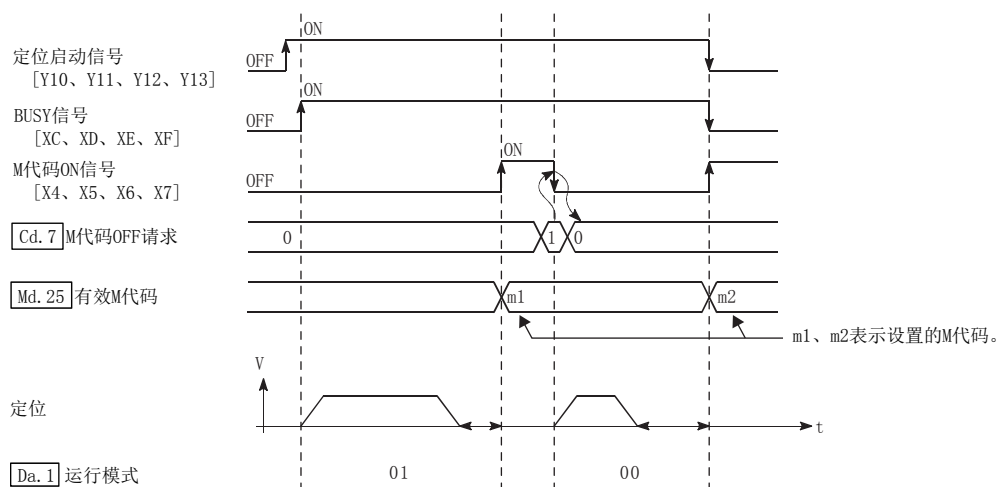 ON
定位启动信号
[Y10、Y11、Y12、Y13]
OFF
ON
BUSY信号
[XC、XD、XE、XF]
OFF
ON
M代码ON信号
[X4、X5、X6、X7]
OFF
Cd.7 M代码OFF请求
0 1 0
Md.25 有效M代码
m1 m2
m1、m2表示设置的M代码。
V
定位
t
Da.1 运行模式
01 00